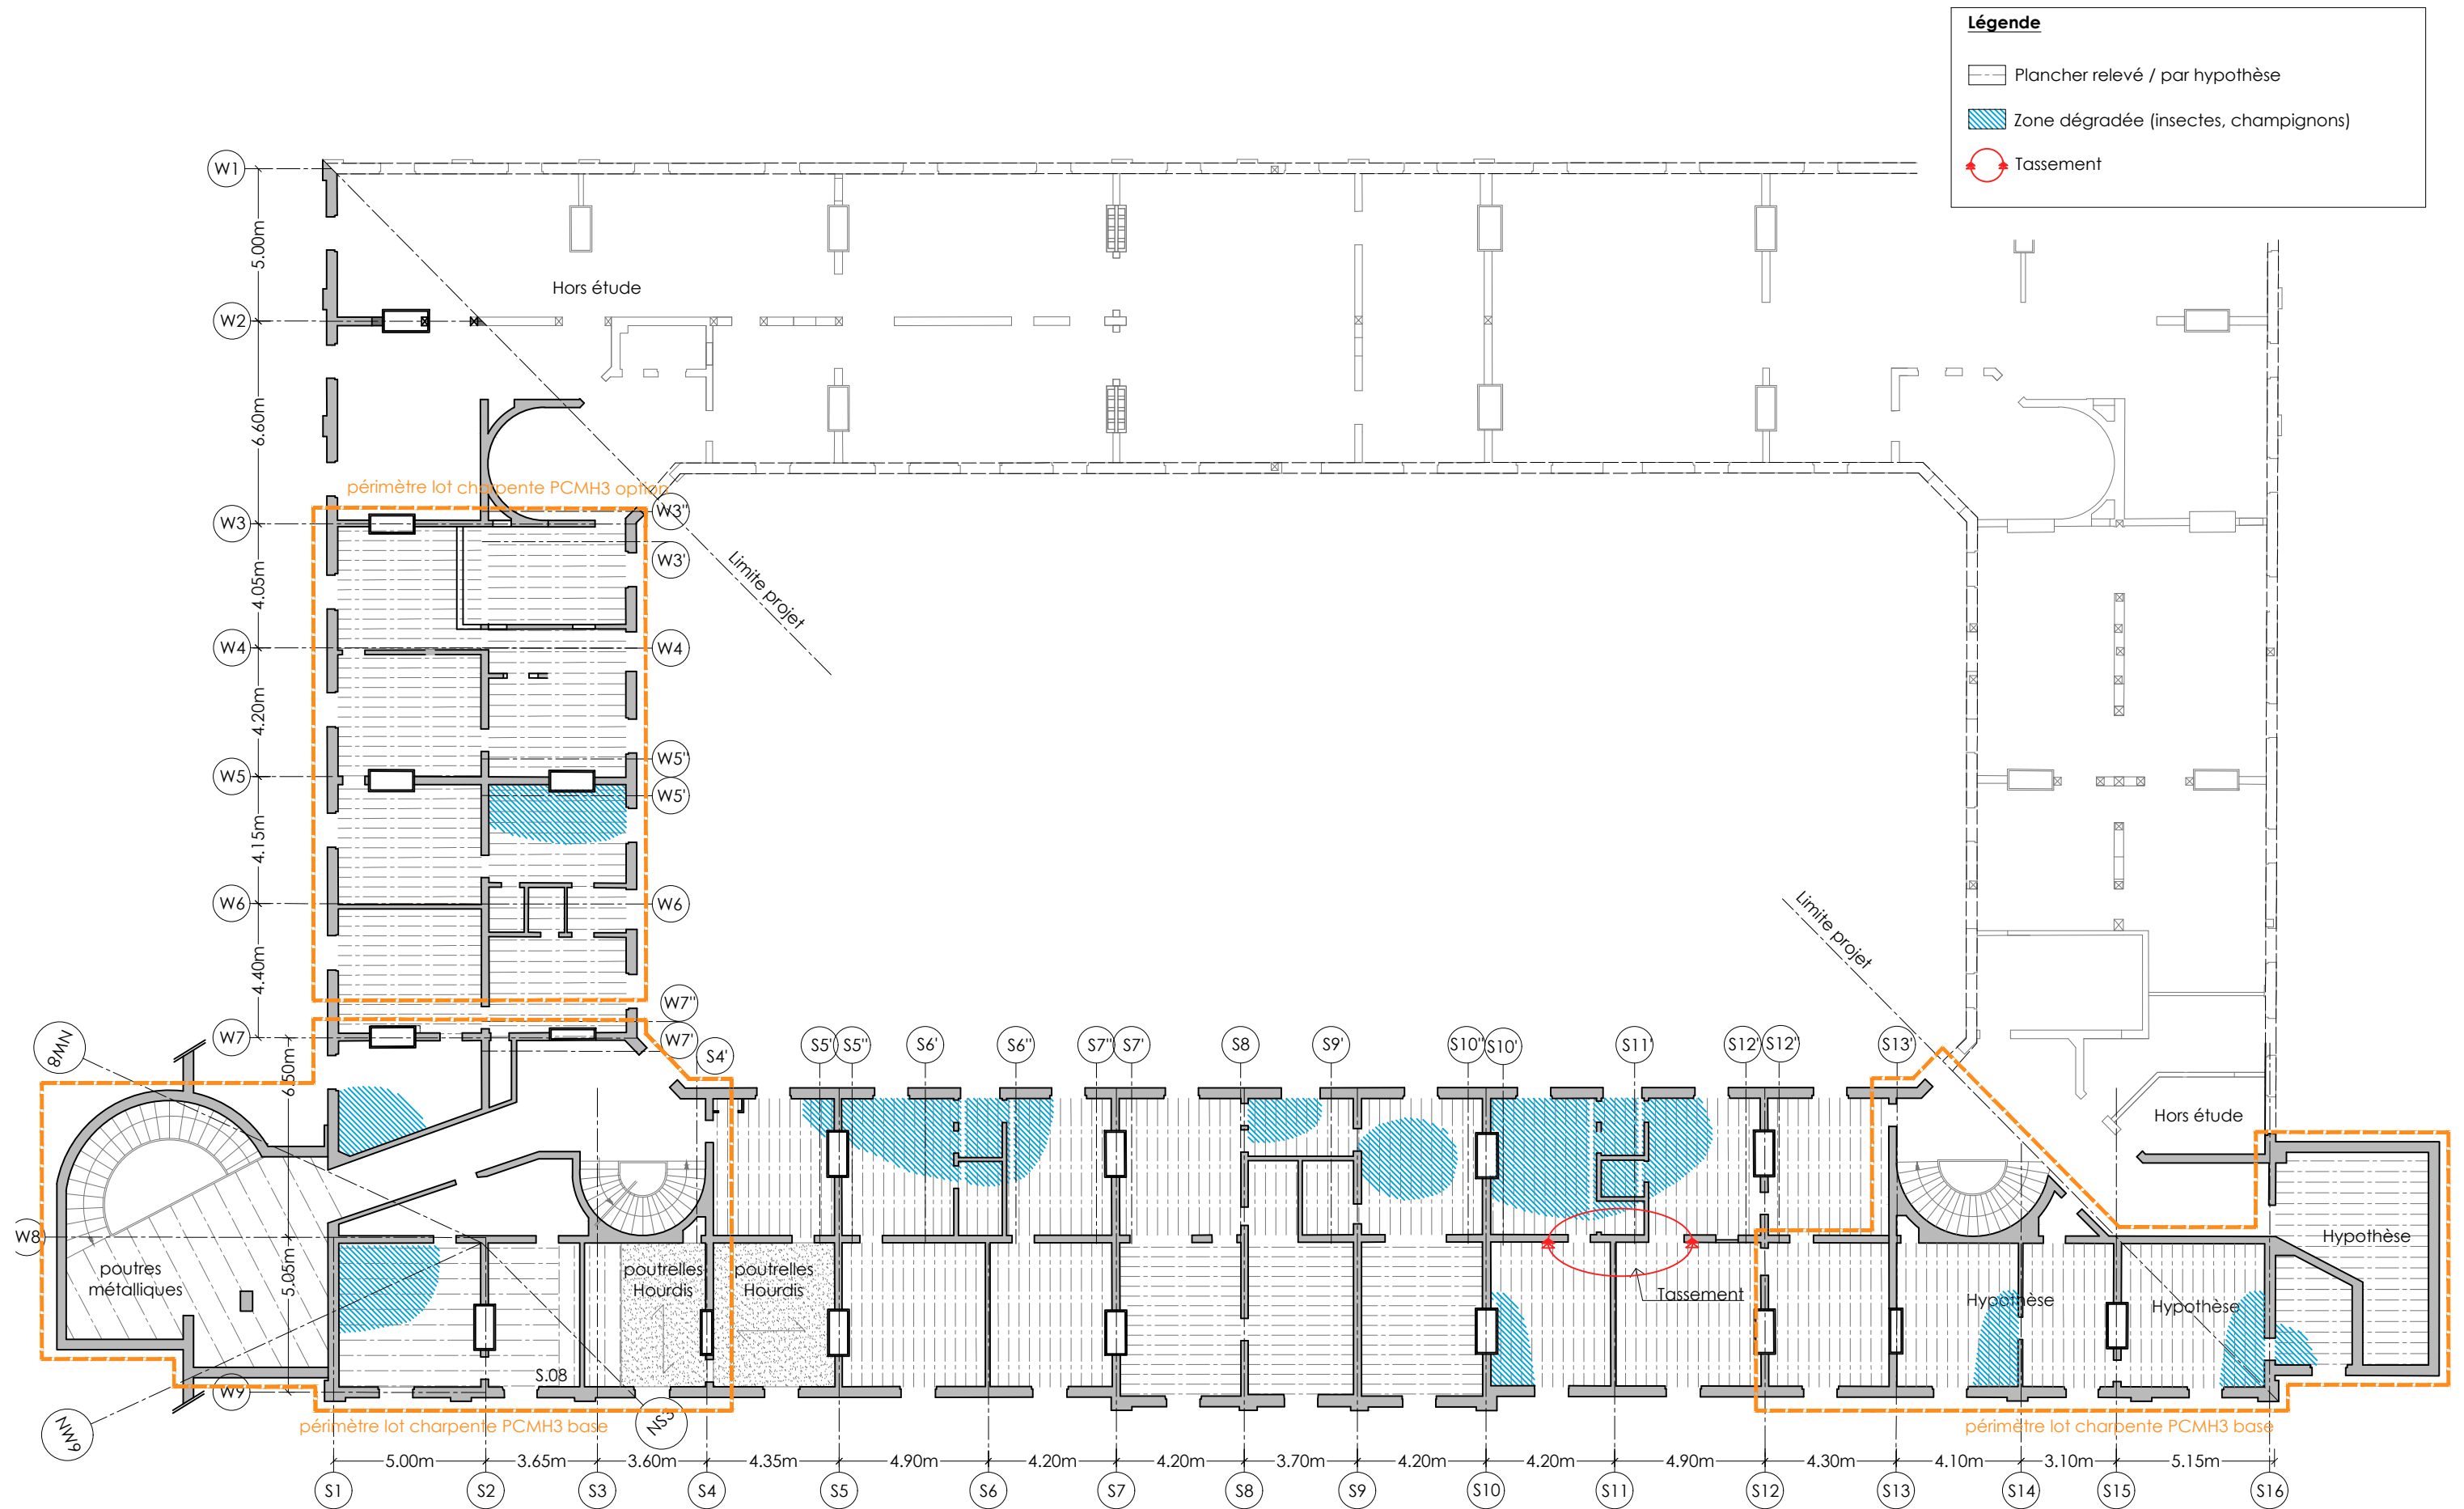 Légende
Plancher relevé / par hypothèse
Zone dégradée (insectes, champignons)
Tassement
W1
5.00m
Hors étude
W2
6.60m
périmètre lot charpente PCMH3 option
W3
W3"
W3'
Limite projet
4.05m
W4
W4
4.20m
W5"
W5
W5'
4.15m
W6
W6
Limite projet
4.40m
W7"
W7
W7'
NW8
6.50m
S4'
S5'
S5"
S6'
S6"
S7"
S7'
S8
S9'
S10"
S10'
S11'
S12'
S12"
S13'
Hors étude
W8
Hypothèse
poutres
métalliques
5.05m
poutrelles
Hourdis
poutrelles
Hourdis
Tassement
Hypothèse
Hypothèse
S.08
W9
NW9
NS3
périmètre lot charpente PCMH3 base
périmètre lot charpente PCMH3 base
5.00m
3.65m
3.60m
4.35m
4.90m
4.20m
4.20m
3.70m
4.20m
4.20m
4.90m
4.30m
4.10m
3.10m
5.15m
S1
S2
S3
S4
S5
S6
S7
S8
S9
S10
S11
S12
S13
S14
S15
S16